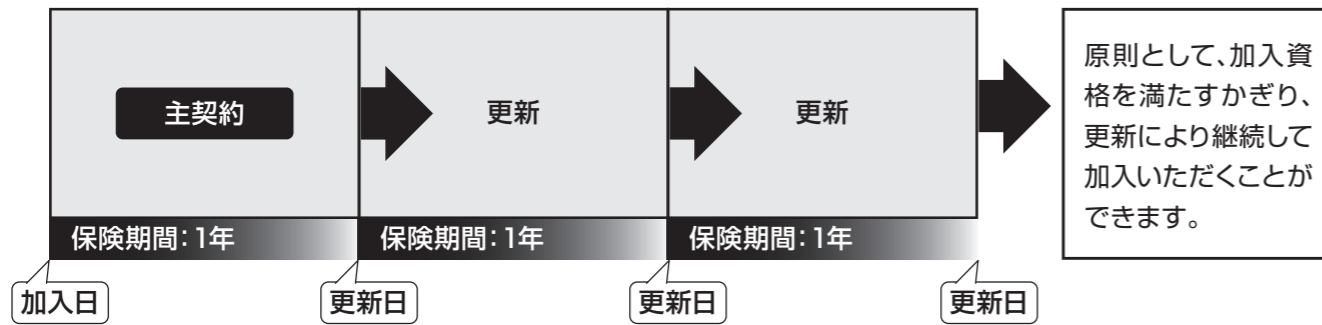 主契約
更新
更新
保険期間：1年
保険期間：1年
保険期間：1年
加入日
更新日
更新日
更新日
原則として、加入資
格を満たすかぎり、
更新により継続して
加入いただくことが
できます。